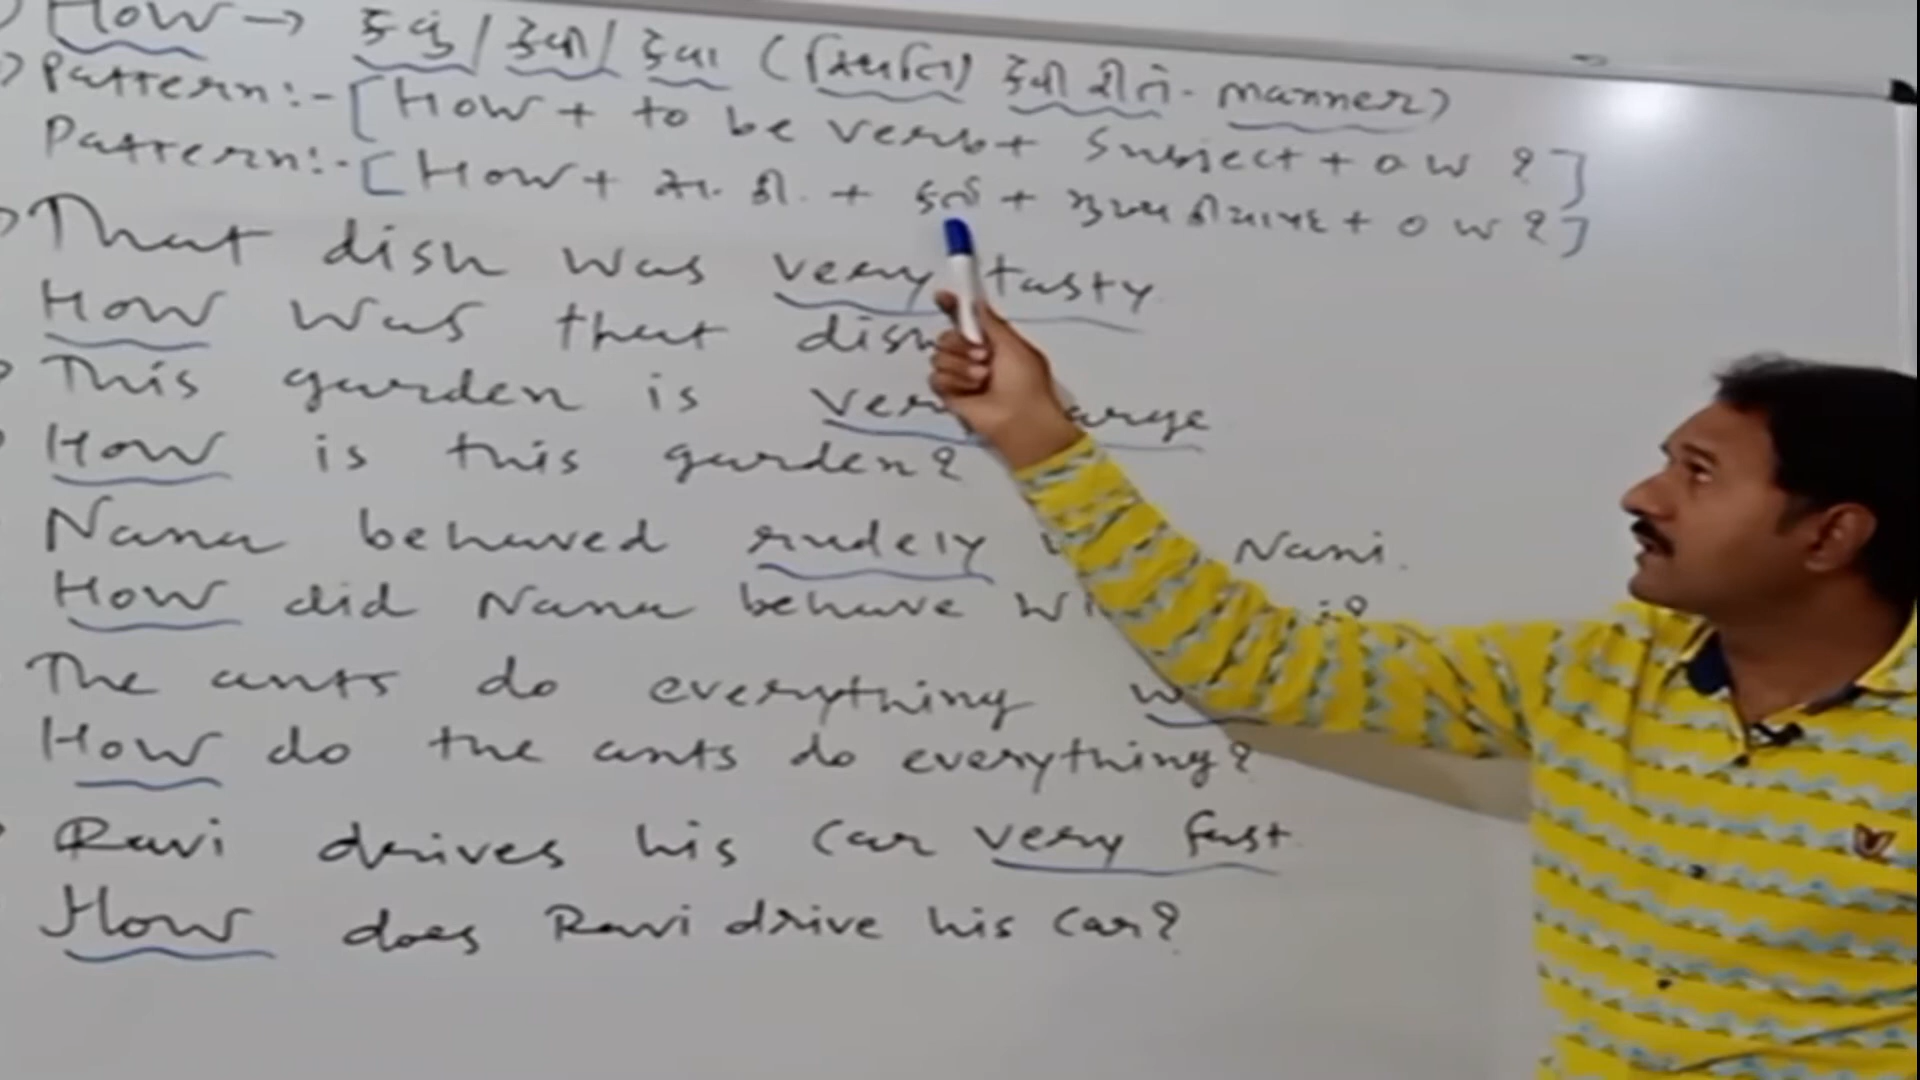 How → કેવું / કેવી / કેવા (સ્થિતિ) કેવી રીતે - manner)
Pattern:- [How + to be verb + Subject + ow ?]
Pattern:- [How + સા. ક્રિ. + કર્તા + મુખ્ય ક્રિયાપદ + ow ?]
That dish was very tasty
How was that dish
This garden is very large
How is this garden?
Nana behaved rudely Nani.
How did Nana behave
The ants do everything
How do the ants do everything?
Ravi drives his car very fast.
How does Ravi drive his car?